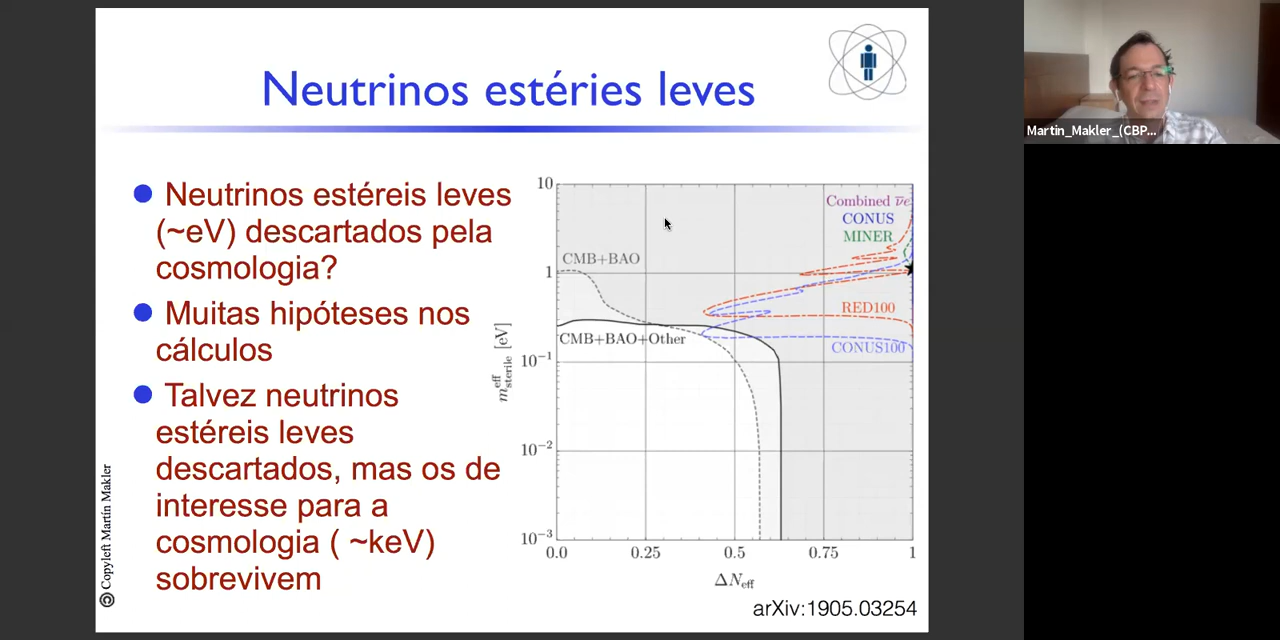 Neutrinos estéries leves
Neutrinos estéreis leves
(~eV) descartados pela
cosmologia?
Muitas hipóteses nos
cálculos
Talvez neutrinos
estéreis leves
descartados, mas os de
interesse para a
cosmologia ( ~keV)
sobrevivem
© Copyleft Martín Makler
10
1
10⁻¹
10⁻²
10⁻³
m_sterile^eff [eV]
CMB+BAO
CMB+BAO+Other
Combined ν̄e
CONUS
MINER
RED100
CONUS100
0.0 0.25 0.5 0.75 1
ΔN_eff
arXiv:1905.03254
Martin_Makler_(CBP...